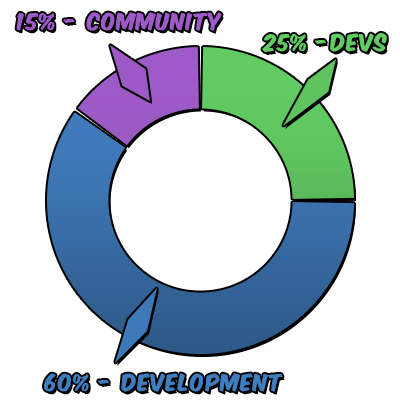 15% - COMMUNITY
25% - DEVS
60% - DEVELOPMENT